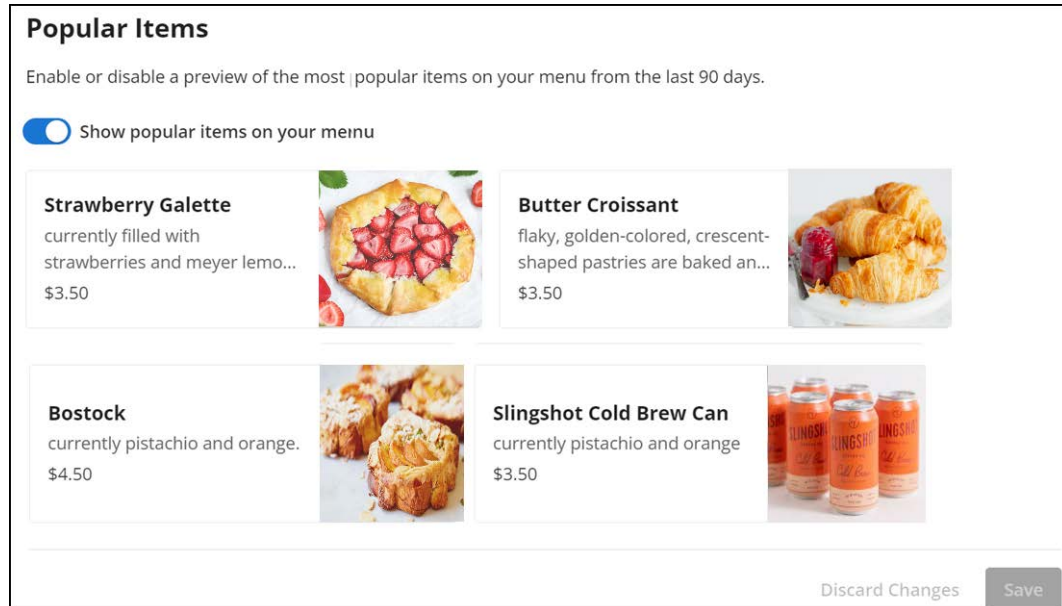 Popular Items
Enable or disable a preview of the most popular items on your menu from the last 90 days.
Show popular items on your menu
Strawberry Galette
currently filled with
strawberries and meyer lemo...
$3.50
Butter Croissant
flaky, golden-colored, crescent-
shaped pastries are baked an...
$3.50
Bostock
currently pistachio and orange.
$4.50
Slingshot Cold Brew Can
currently pistachio and orange
$3.50
SLINGSHOT
Cold Brew
Discard Changes
Save